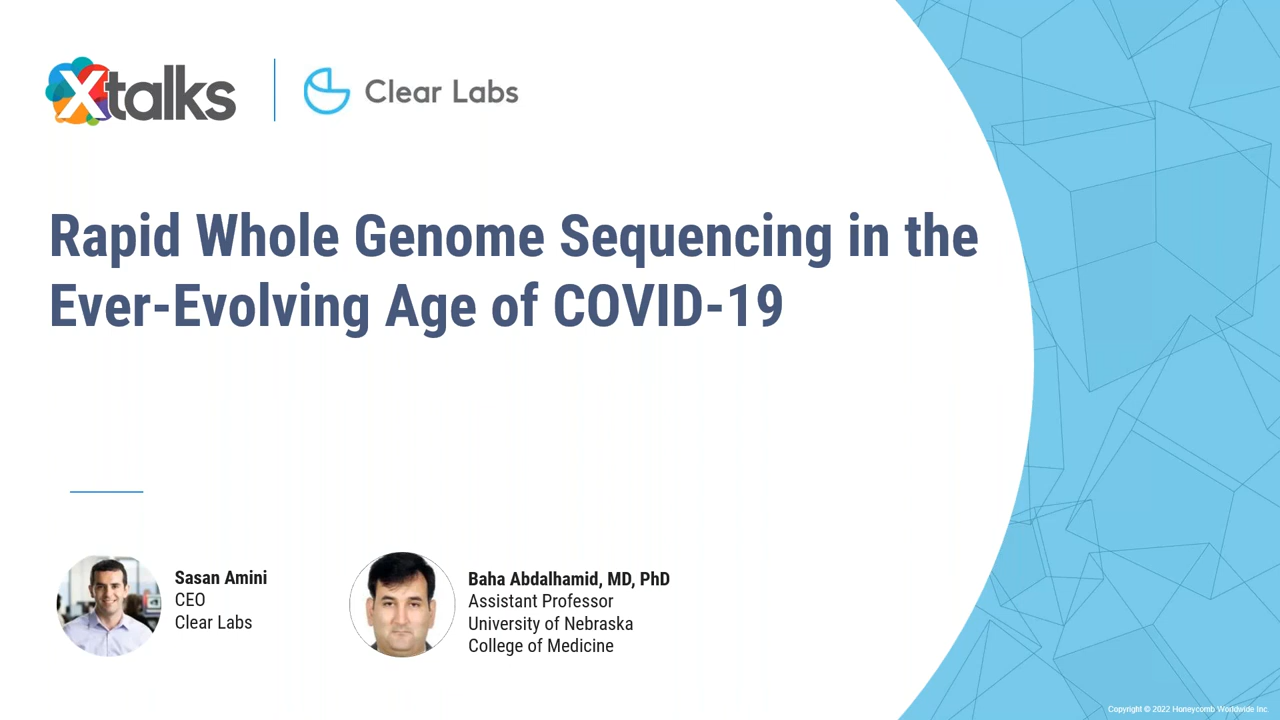 Xtalks
Clear Labs
Rapid Whole Genome Sequencing in the
Ever-Evolving Age of COVID-19
Sasan Amini
CEO
Clear Labs
Baha Abdalhamid, MD, PhD
Assistant Professor
University of Nebraska
College of Medicine
Copyright © 2022 Honeycomb Worldwide Inc.